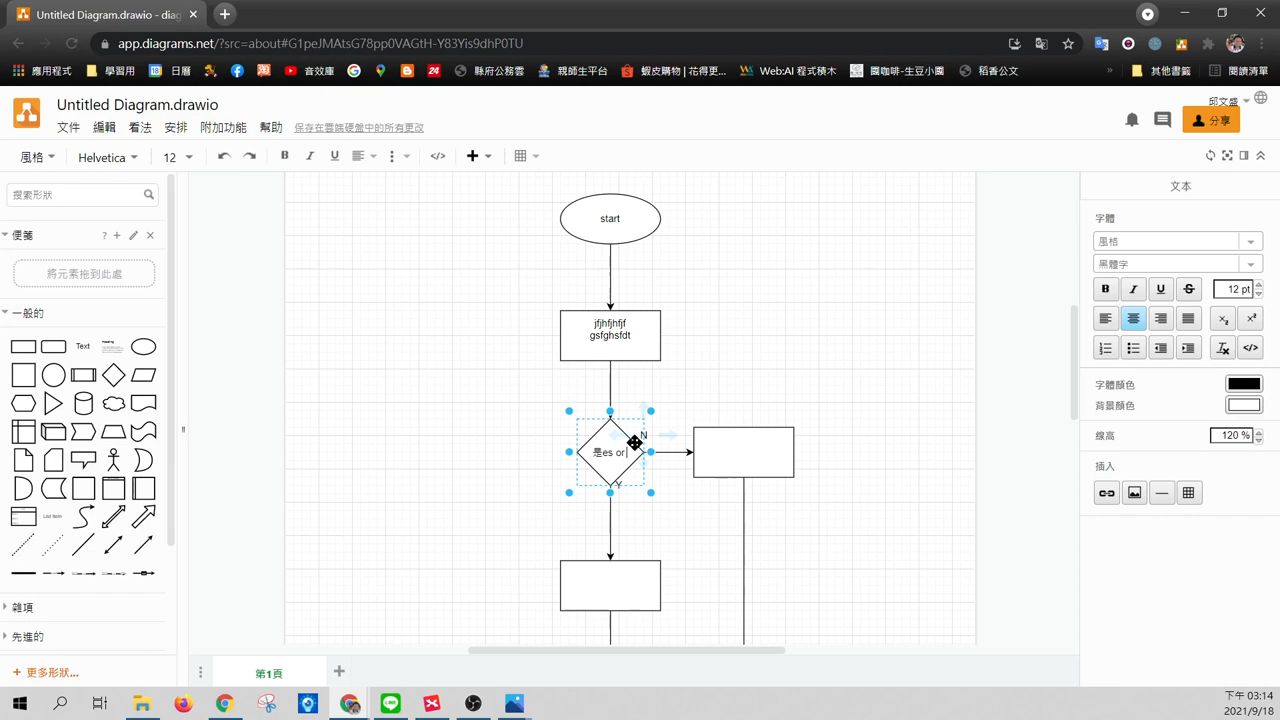 Untitled Diagram.drawio - diag
app.diagrams.net/?src=about#G1peJMAtsG78pp0VAGtH-Y83Yis9dhP0TU
應用程式 學習用 日曆 音效庫 縣府公務雲 親師生平台 蝦皮購物 | 花得更... Web:AI 程式積木 國咖啡-生豆小園 稻香公文 » 其他書籤 閱讀清單
Untitled Diagram.drawio
邱文盛
文件 編輯 看法 安排 附加功能 幫助 保存在雲端硬盤中的所有更改
分享
風格 Helvetica 12
搜索形狀
便箋
將元素拖到此處
一般的
Text
List Item
雜項
先進的
+ 更多形狀...
start
jfjhfjhfjf
gsfghsfdt
N
是es or
Y
第1頁
文本
字體
風格
黑體字
B I U S 12 pt
字體顏色
背景顏色
線高 120 %
插入
下午 03:14
2021/9/18